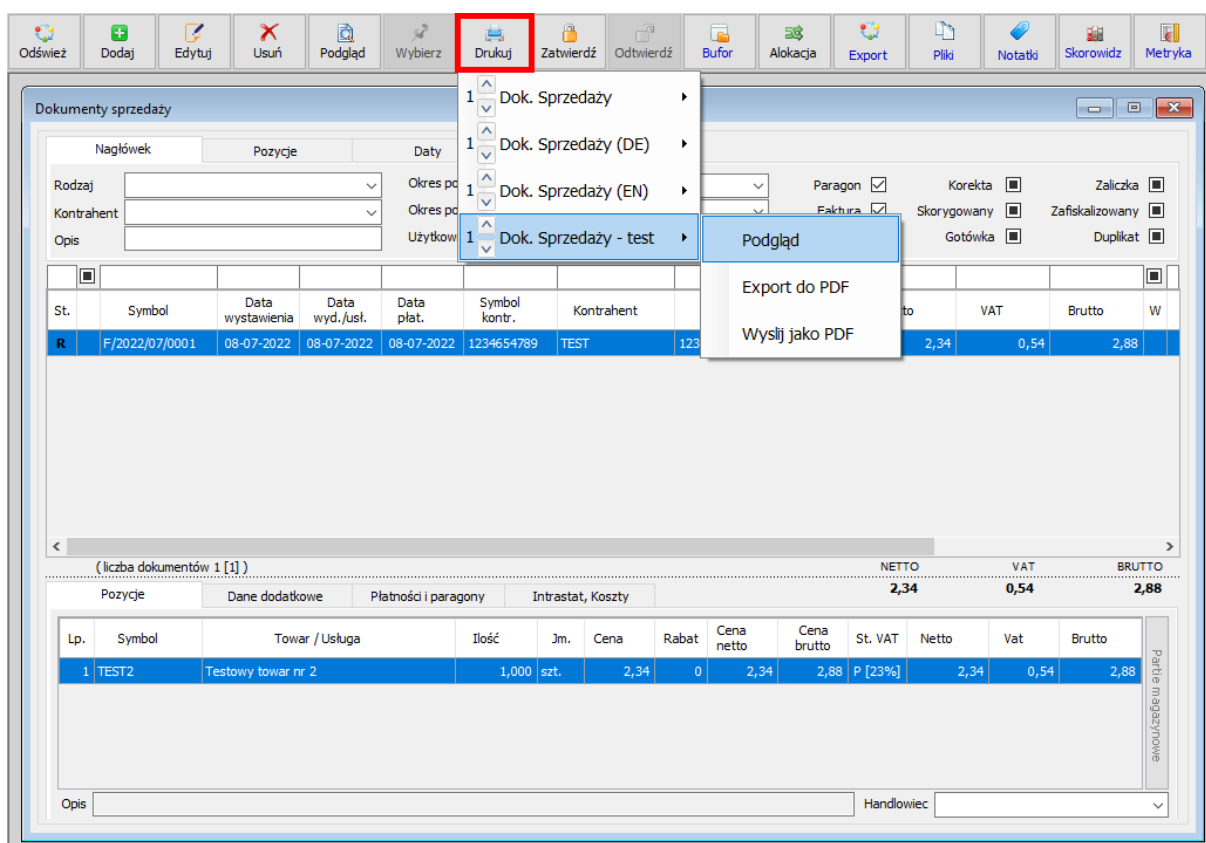 Odśwież Dodaj Edytuj Usuń Podgląd Wybierz Drukuj Zatwierdź Odtwierdź Bufor Alokacja Export Pliki Notatki Skorowidz Metryka
Dokumenty sprzedaży
1 Dok. Sprzedaży
1 Dok. Sprzedaży (DE)
1 Dok. Sprzedaży (EN)
1 Dok. Sprzedaży - test
Podgląd
Export do PDF
Wyslij jako PDF
Nagłówek Pozycje Daty
Rodzaj Okres po Paragon Korekta Zaliczka
Kontrahent Okres po Faktura Skorygowany Zafiskalizowany
Opis Użytkow Gotówka Duplikat
St. Symbol Data wystawienia Data wyd./usł. Data płat. Symbol kontr. Kontrahent to VAT Brutto W
R F/2022/07/0001 08-07-2022 08-07-2022 08-07-2022 1234654789 TEST 123 2,34 0,54 2,88
( liczba dokumentów 1 [1] ) NETTO VAT BRUTTO
2,34 0,54 2,88
Pozycje Dane dodatkowe Płatności i paragony Intrastat, Koszty
Lp. Symbol Towar / Usługa Ilość Jm. Cena Rabat Cena netto Cena brutto St. VAT Netto Vat Brutto
1 TEST2 Testowy towar nr 2 1,000 szt. 2,34 0 2,34 2,88 P [23%] 2,34 0,54 2,88
Partie magazynowe
Opis Handlowiec